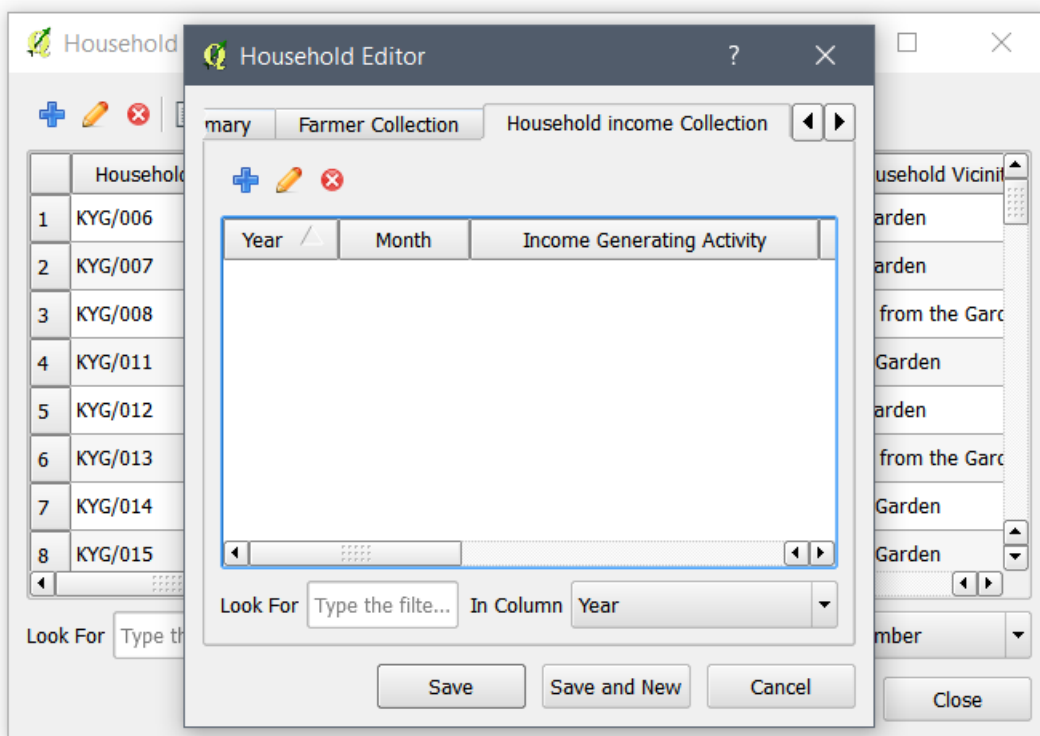 Household
Household Editor ?
mary Farmer Collection Household income Collection
Year Month Income Generating Activity
Look For Type the filte... In Column Year
Save Save and New Cancel
Household
usehold Vicinit
1 KYG/006 arden
2 KYG/007 arden
3 KYG/008 from the Gard
4 KYG/011 Garden
5 KYG/012 arden
6 KYG/013 from the Gard
7 KYG/014 Garden
8 KYG/015 Garden
Look For Type th mber
Close